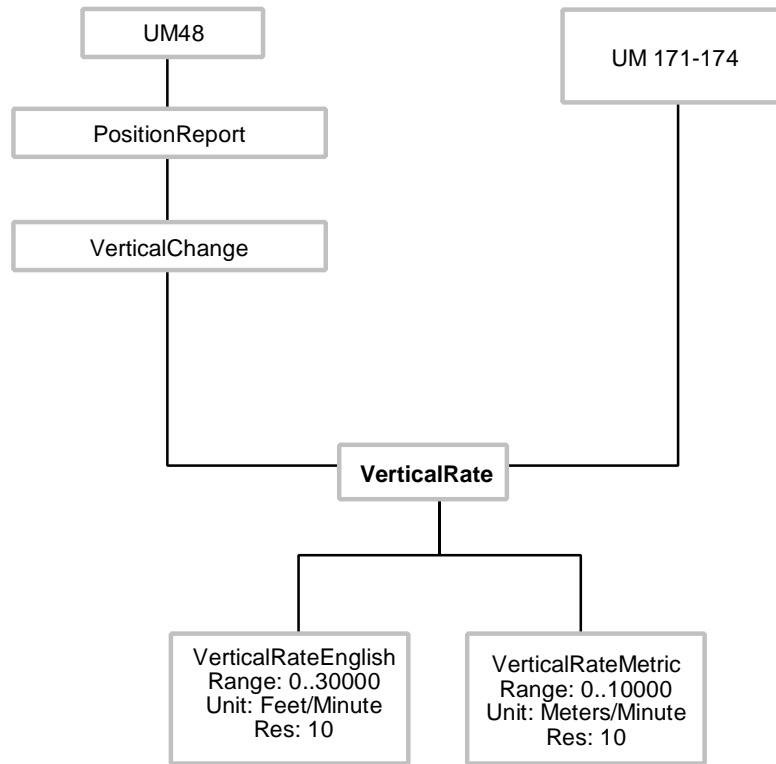 UM48
UM 171-174
PositionReport
VerticalChange
VerticalRate
VerticalRateEnglish
Range: 0..30000
Unit: Feet/Minute
Res: 10
VerticalRateMetric
Range: 0..10000
Unit: Meters/Minute
Res: 10